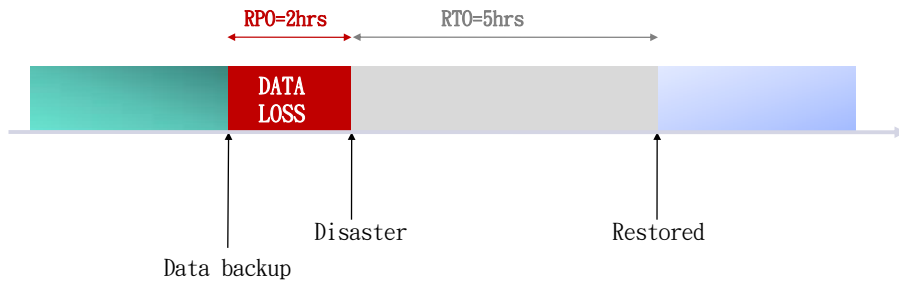 RPO=2hrs
RTO=5hrs
DATA
LOSS
Disaster
Restored
Data backup